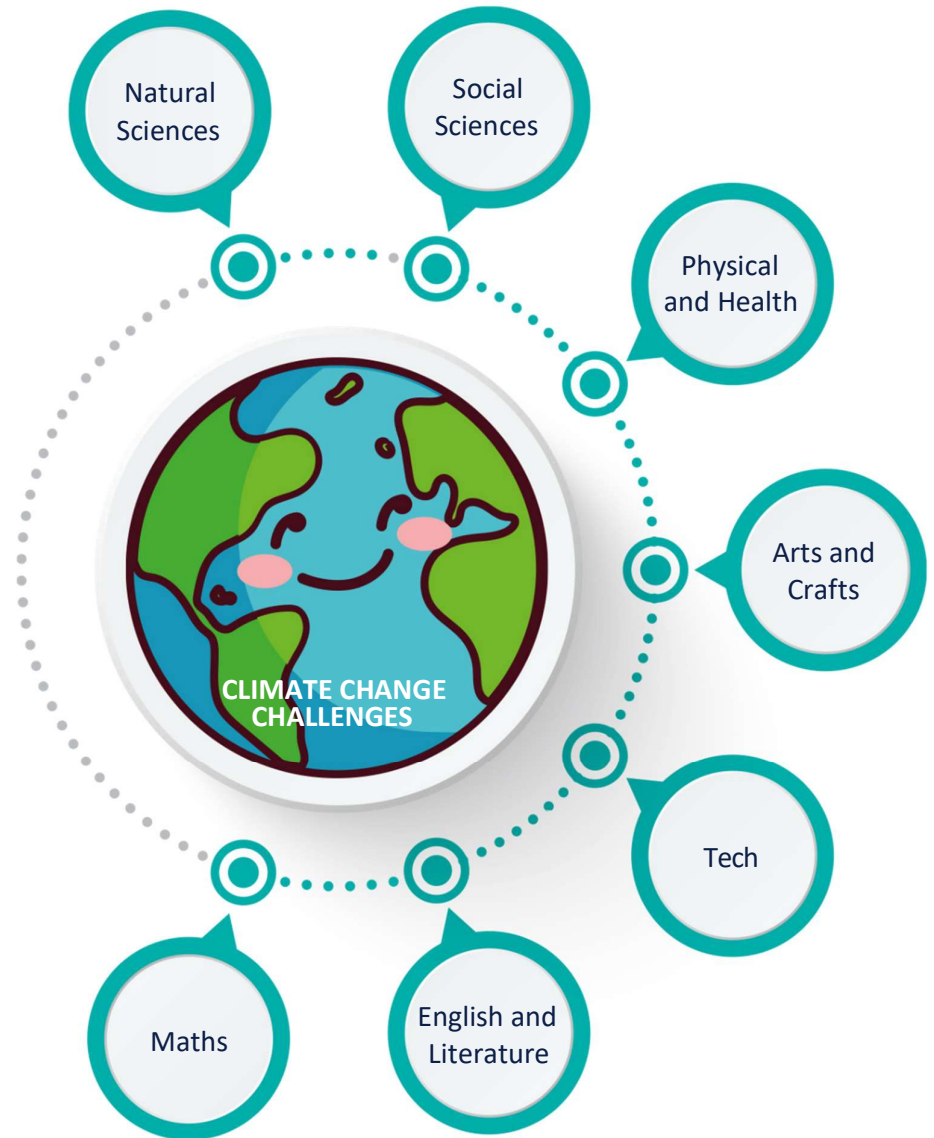 Natural
Sciences
Social
Sciences
Physical
and Health
Arts and
Crafts
Tech
English and
Literature
Maths
CLIMATE CHANGE
CHALLENGES